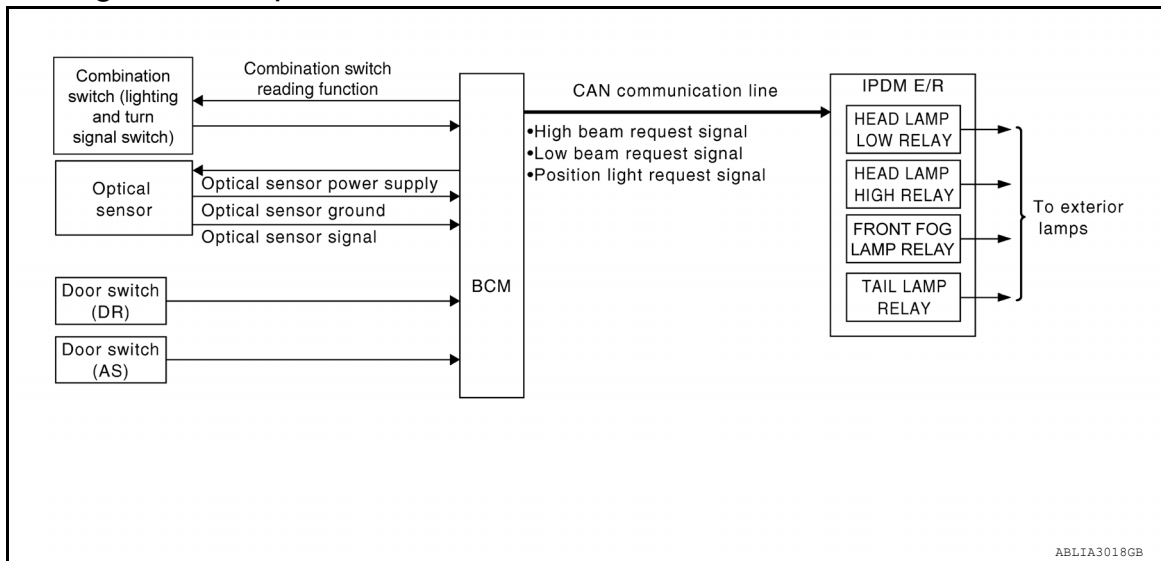 Combination
switch (lighting
and turn
signal switch)
Combination switch
reading function
Optical
sensor
Optical sensor power supply
Optical sensor ground
Optical sensor signal
Door switch
(DR)
Door switch
(AS)
BCM
CAN communication line
•High beam request signal
•Low beam request signal
•Position light request signal
IPDM E/R
HEAD LAMP
LOW RELAY
HEAD LAMP
HIGH RELAY
FRONT FOG
LAMP RELAY
TAIL LAMP
RELAY
To exterior
lamps
ABLIA3018GB